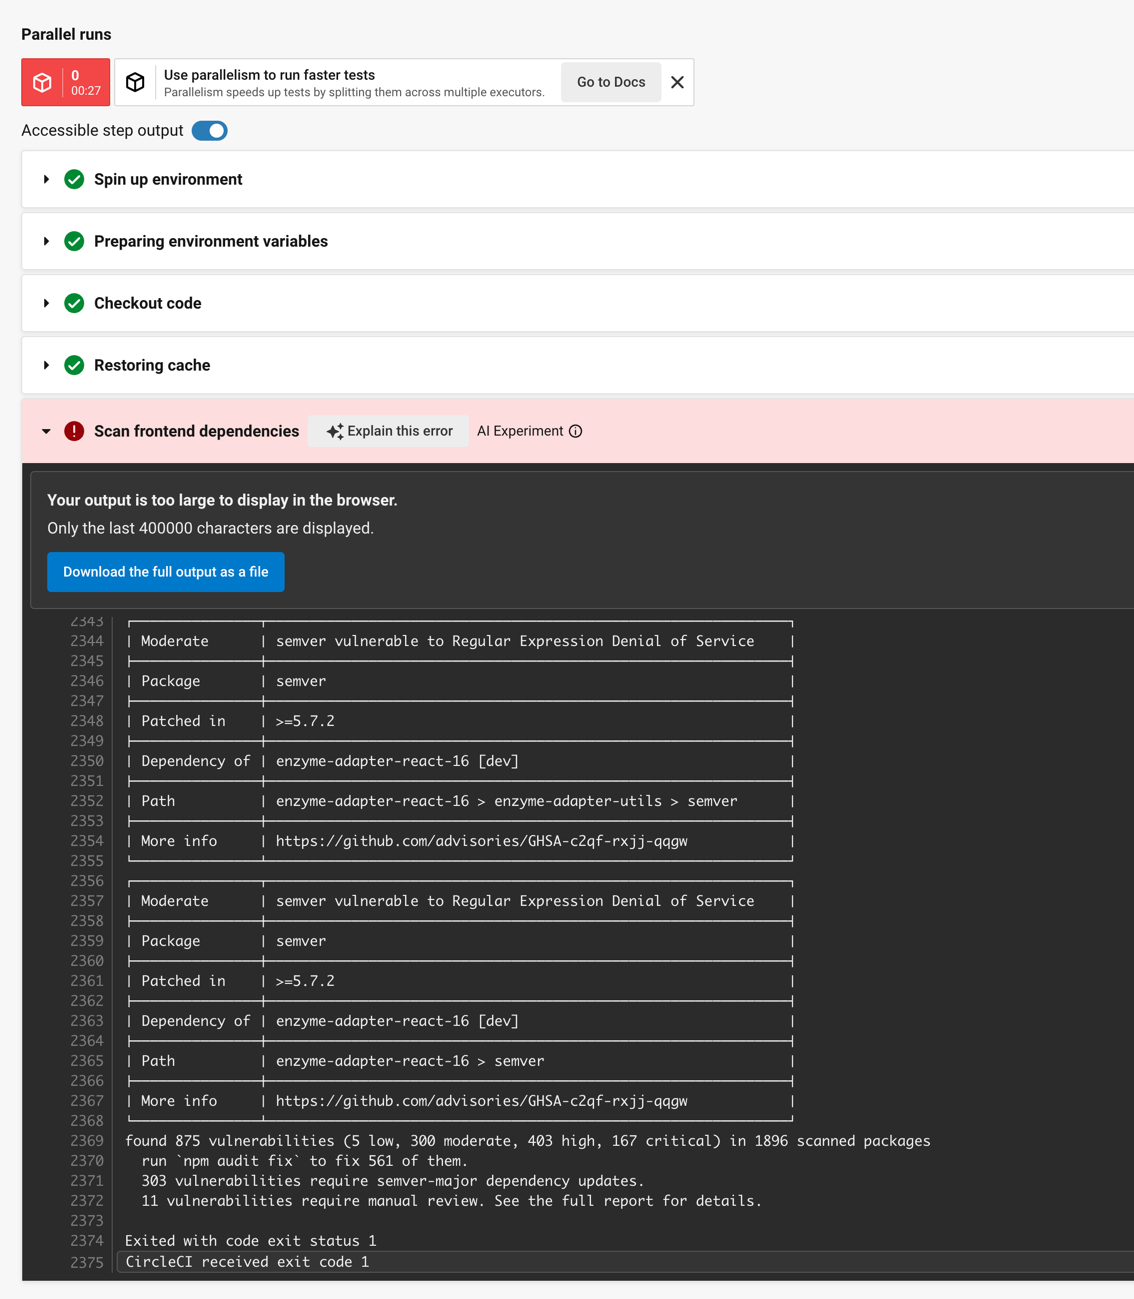 Parallel runs
0
00:27
Use parallelism to run faster tests
Parallelism speeds up tests by splitting them across multiple executors.
Go to Docs
Accessible step output
Spin up environment
Preparing environment variables
Checkout code
Restoring cache
Scan frontend dependencies Explain this error AI Experiment
Your output is too large to display in the browser.
Only the last 400000 characters are displayed.
Download the full output as a file
2343
2344 | Moderate | semver vulnerable to Regular Expression Denial of Service |
2345
2346 | Package | semver |
2347
2348 | Patched in | >=5.7.2 |
2349
2350 | Dependency of | enzyme-adapter-react-16 [dev] |
2351
2352 | Path | enzyme-adapter-react-16 > enzyme-adapter-utils > semver |
2353
2354 | More info | https://github.com/advisories/GHSA-c2qf-rxjj-qqgw |
2355
2356
2357 | Moderate | semver vulnerable to Regular Expression Denial of Service |
2358
2359 | Package | semver |
2360
2361 | Patched in | >=5.7.2 |
2362
2363 | Dependency of | enzyme-adapter-react-16 [dev] |
2364
2365 | Path | enzyme-adapter-react-16 > semver |
2366
2367 | More info | https://github.com/advisories/GHSA-c2qf-rxjj-qqgw |
2368
2369 found 875 vulnerabilities (5 low, 300 moderate, 403 high, 167 critical) in 1896 scanned packages
2370 run `npm audit fix` to fix 561 of them.
2371 303 vulnerabilities require semver-major dependency updates.
2372 11 vulnerabilities require manual review. See the full report for details.
2373
2374 Exited with code exit status 1
2375 CircleCI received exit code 1